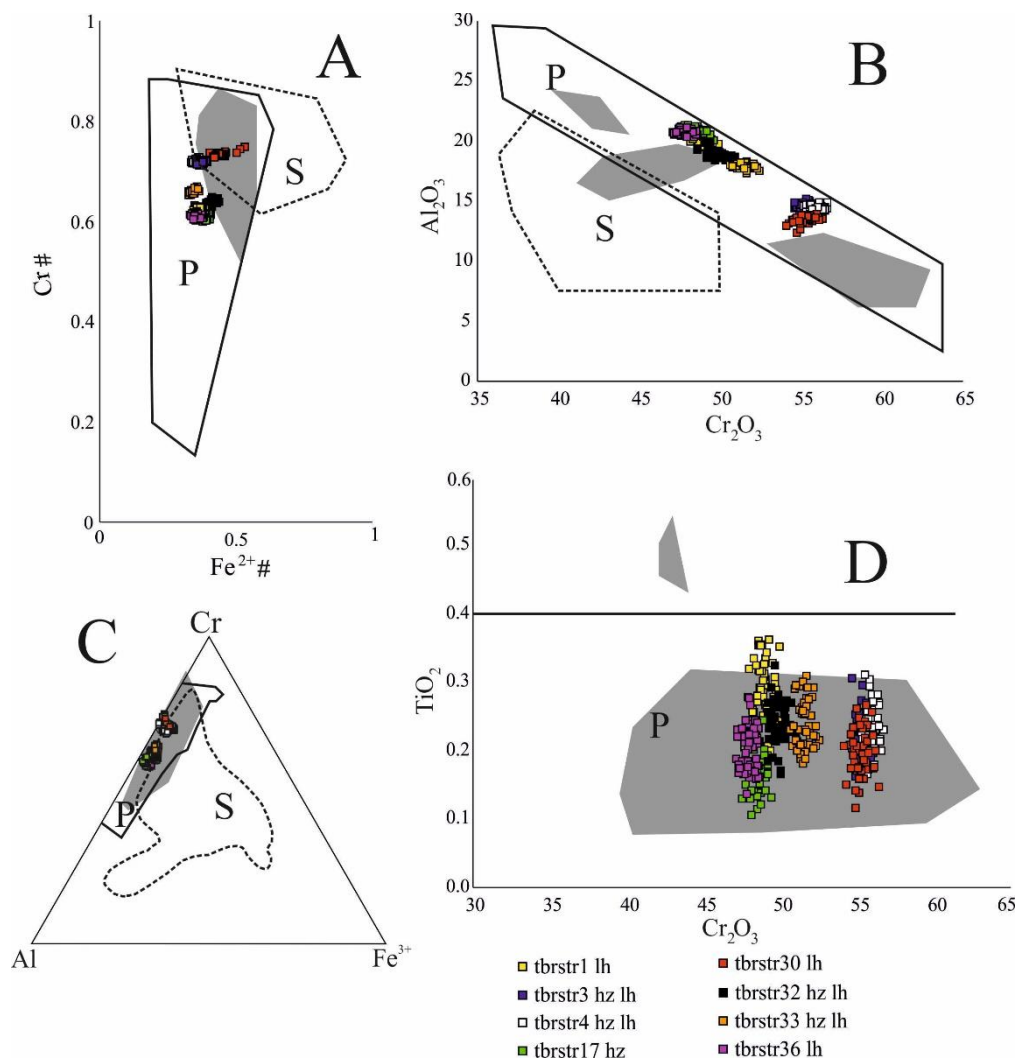 A
1
0.8
0.6
0.4
0.2
0
Cr#
P
S
0
0.5
1
Fe²⁺#
B
30
25
20
15
10
5
0
Al₂O₃
P
S
35
40
45
50
55
60
65
Cr₂O₃
C
Cr
P
S
Al
Fe³⁺
D
0.6
0.5
0.4
0.3
0.2
0.1
0.0
TiO₂
P
30
35
40
45
50
55
60
65
Cr₂O₃
tbrstr1 lh
tbrstr3 hz lh
tbrstr4 hz lh
tbrstr17 hz
tbrstr30 lh
tbrstr32 hz lh
tbrstr33 hz lh
tbrstr36 lh